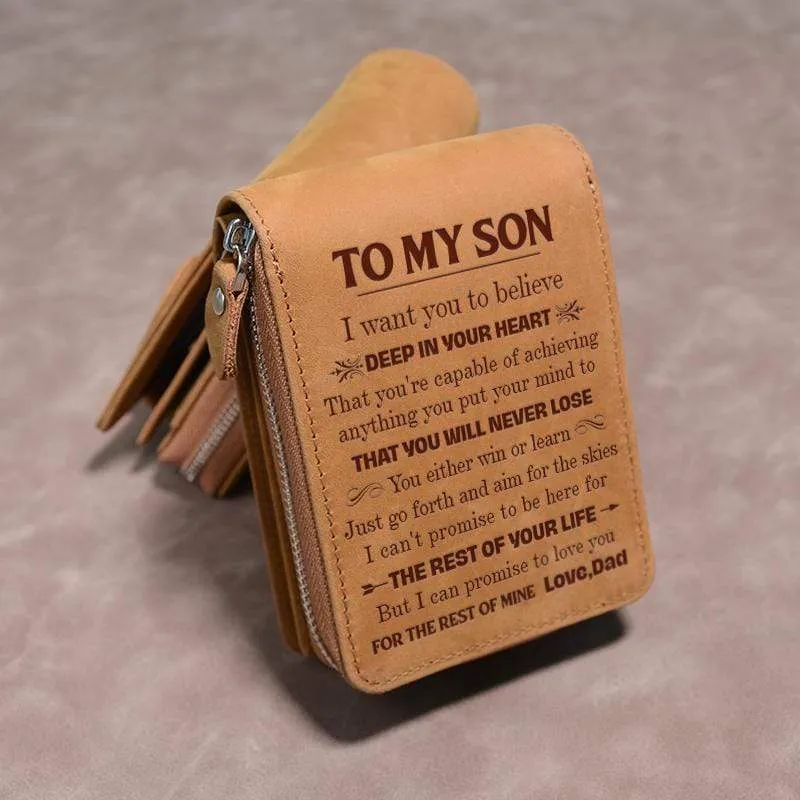 TO MY SON
I want you to believe
DEEP IN YOUR HEART
That you're capable of achieving
anything you put your mind to
THAT YOU WILL NEVER LOSE
You either win or learn
Just go forth and aim for the skies
I can't promise to be here for
THE REST OF YOUR LIFE
But I can promise to love you
FOR THE REST OF MINE Love,Dad